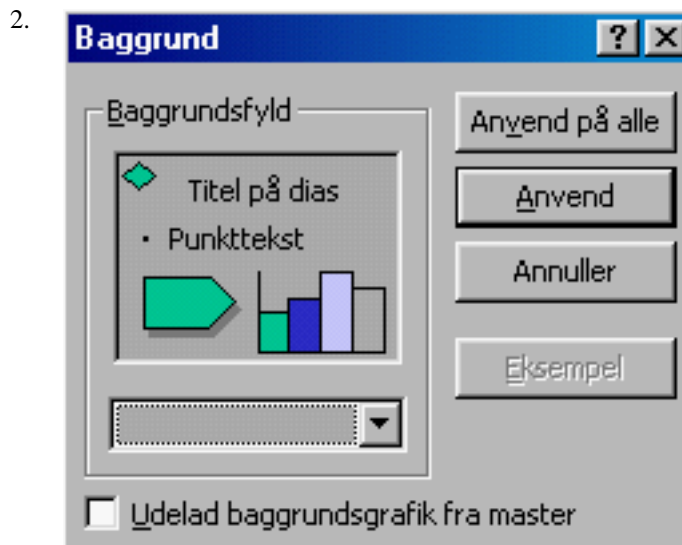 2.
Baggrund
Baggrundsfyld
Titel på dias
· Punkttekst
Anvend på alle
Anvend
Annuller
Eksempel
Udelad baggrundsgrafik fra master